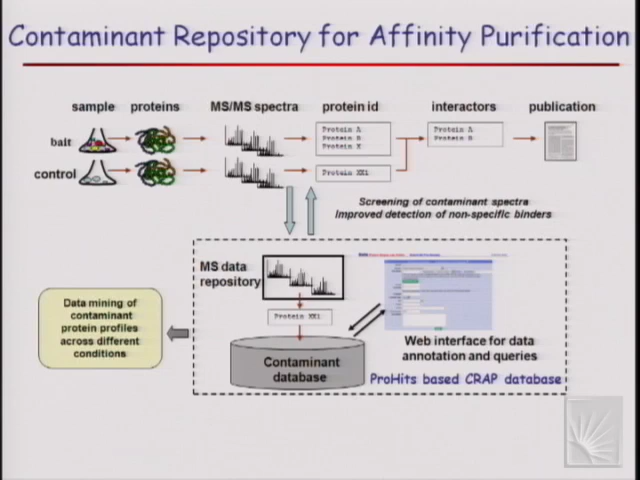 Contaminant Repository for Affinity Purification
sample proteins MS/MS spectra protein id interactors publication
bait
Protein A
Protein B
Protein X
Protein A
Protein B
control
Protein XX1
Screening of contaminant spectra
Improved detection of non-specific binders
MS data
repository
Protein XX1
Data mining of
contaminant
protein profiles
across different
conditions
Web interface for data
annotation and queries
Contaminant
database
ProHits based CRAP database